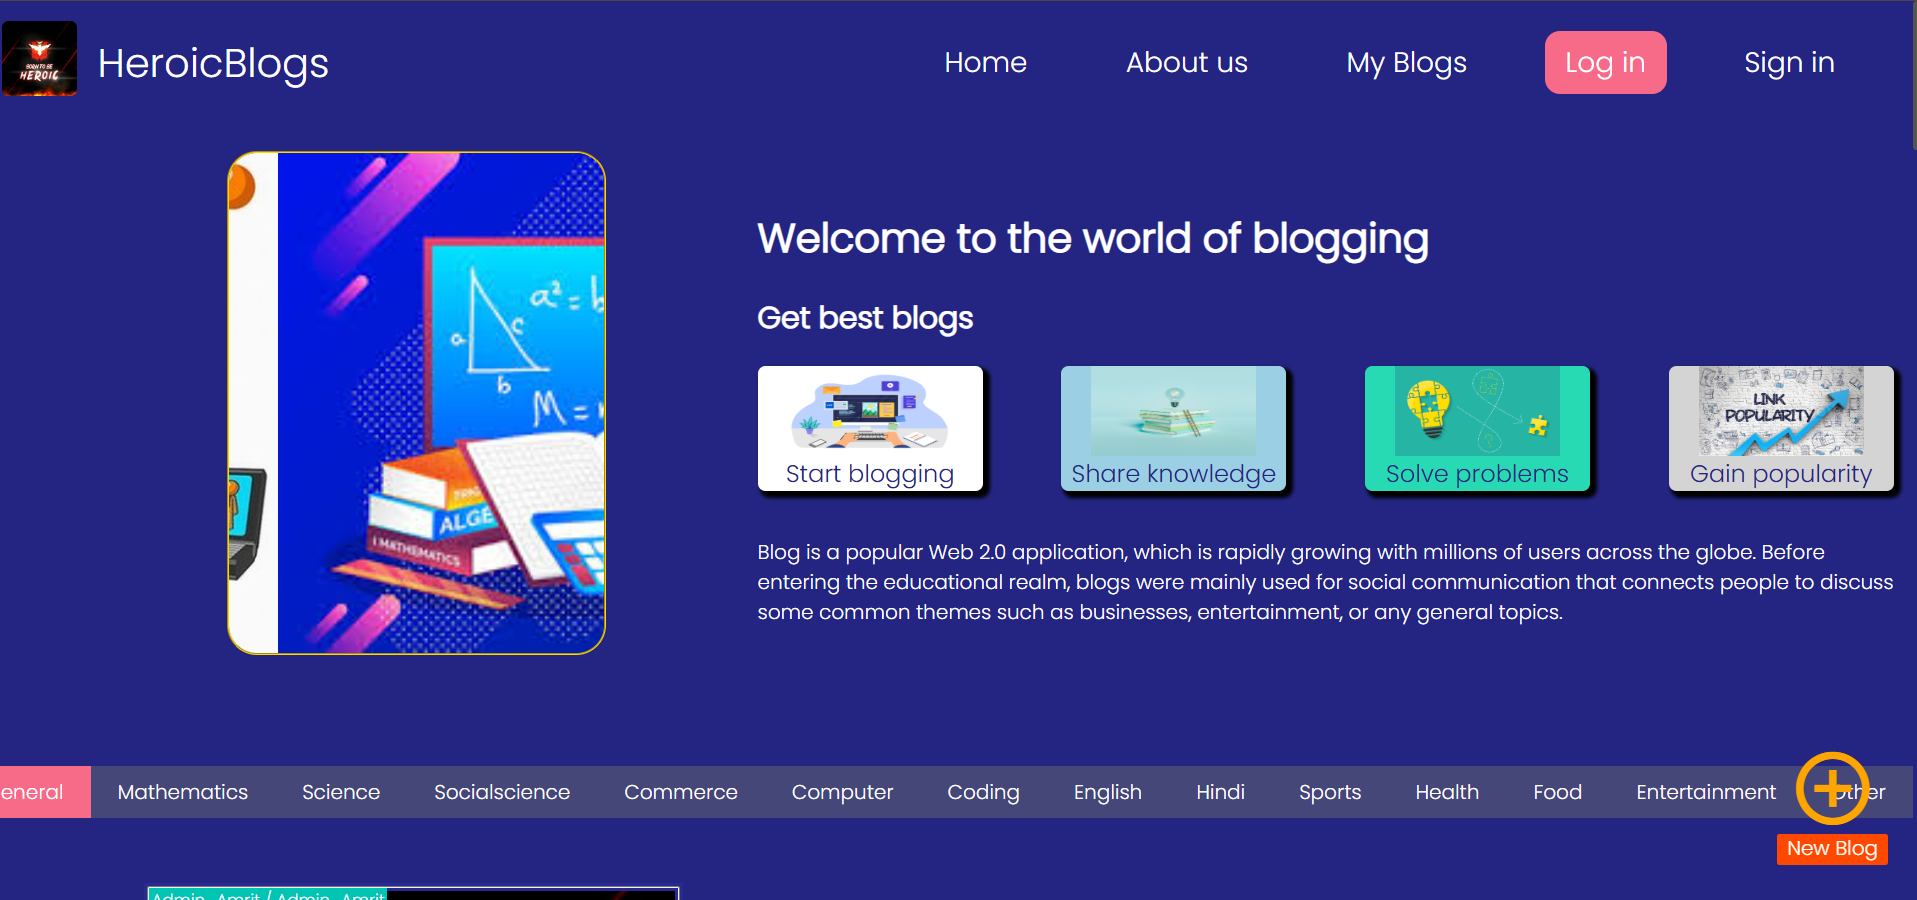 BORN TO BE
HEROIC
HeroicBlogs
Home
About us
My Blogs
Log in
Sign in
a² = b
a
c
b
M =
ALGE
MATHEMATICS
Welcome to the world of blogging
Get best blogs
Start blogging
Share knowledge
Solve problems
LINK
POPULARITY
Gain popularity
Blog is a popular Web 2.0 application, which is rapidly growing with millions of users across the globe. Before
entering the educational realm, blogs were mainly used for social communication that connects people to discuss
some common themes such as businesses, entertainment, or any general topics.
eneral
Mathematics
Science
Socialscience
Commerce
Computer
Coding
English
Hindi
Sports
Health
Food
Entertainment
Other
New Blog
Admin_Amrit / Admin_Amrit